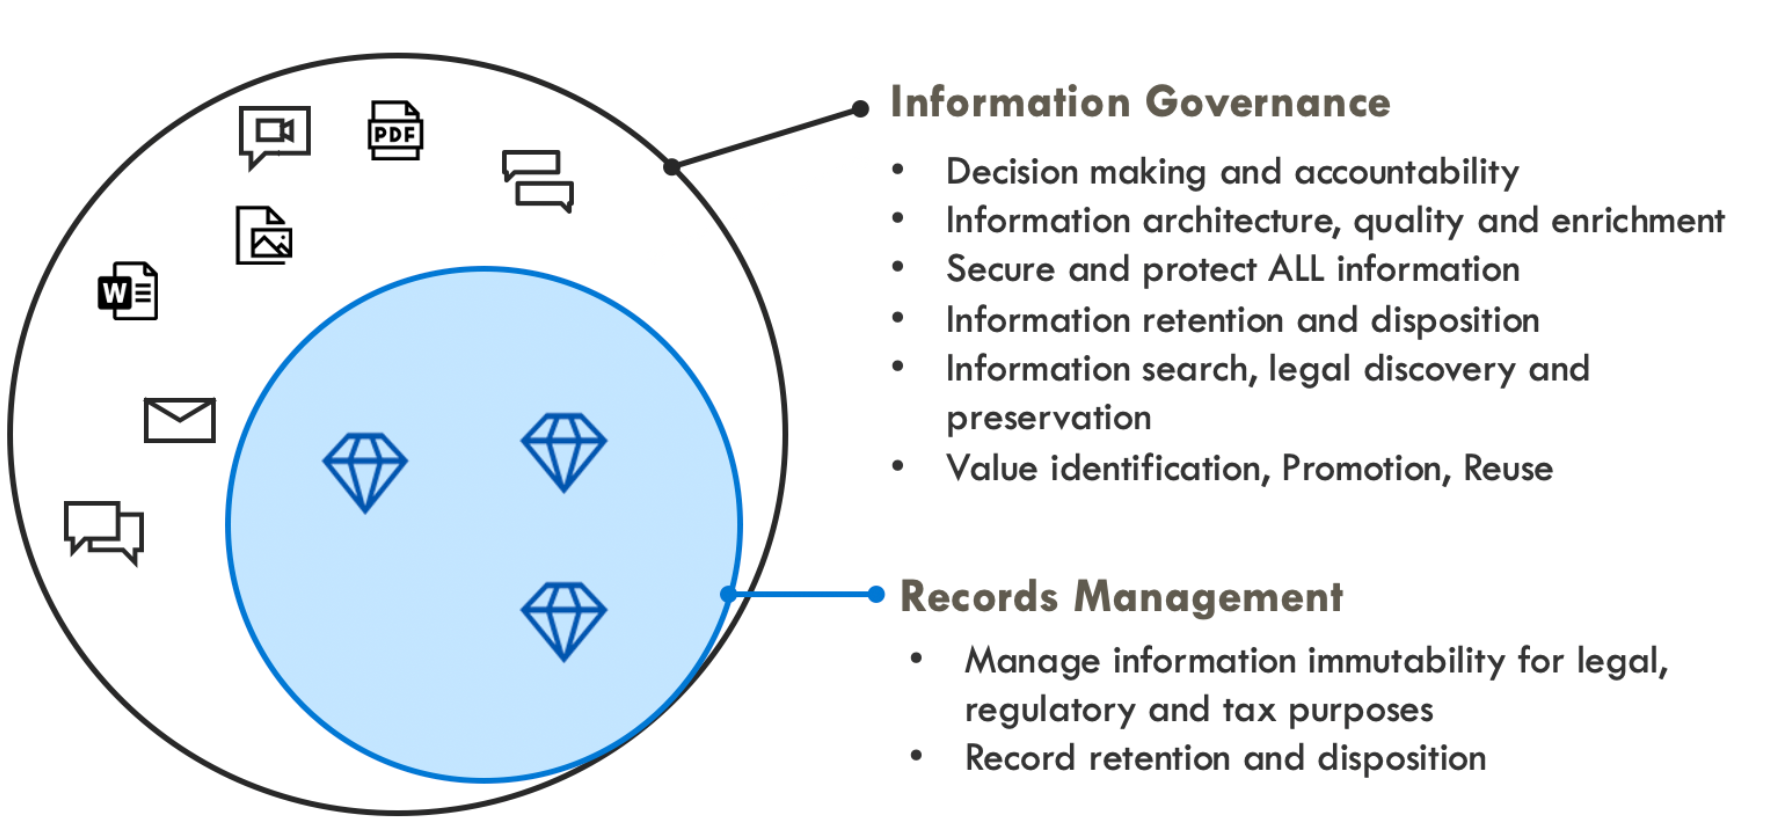 PDF
W
Information Governance
• Decision making and accountability
• Information architecture, quality and enrichment
• Secure and protect ALL information
• Information retention and disposition
• Information search, legal discovery and
preservation
• Value identification, Promotion, Reuse
Records Management
• Manage information immutability for legal,
regulatory and tax purposes
• Record retention and disposition